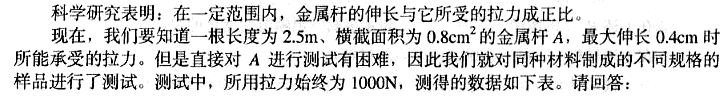 科学研究表明：在一定范围内，金属杆的伸长与它所受的拉力成正比。
现在，我们要知道一根长度为 2.5m、横截面积为 0.8cm² 的金属杆 A，最大伸长 0.4cm 时
所能承受的拉力。但是直接对 A 进行测试有困难，因此我们就对同种材料制成的不同规格的
样品进行了测试。测试中，所用拉力始终为 1000N，测得的数据如下表。请回答：